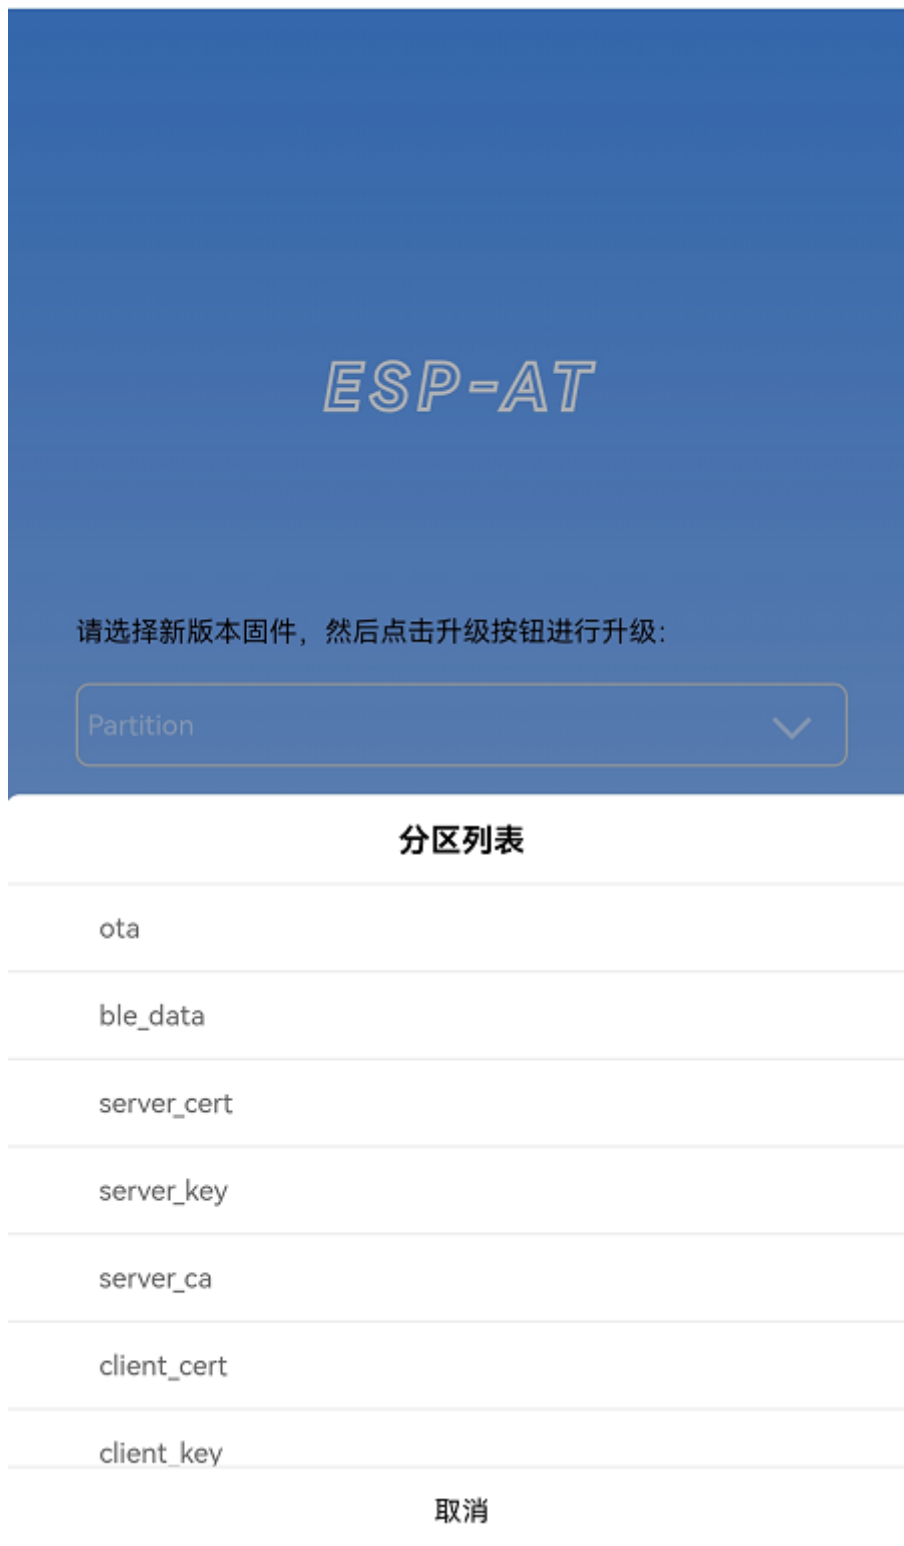 ESP-AT
请选择新版本固件，然后点击升级按钮进行升级：
Partition
分区列表
ota
ble_data
server_cert
server_key
server_ca
client_cert
client_key
取消